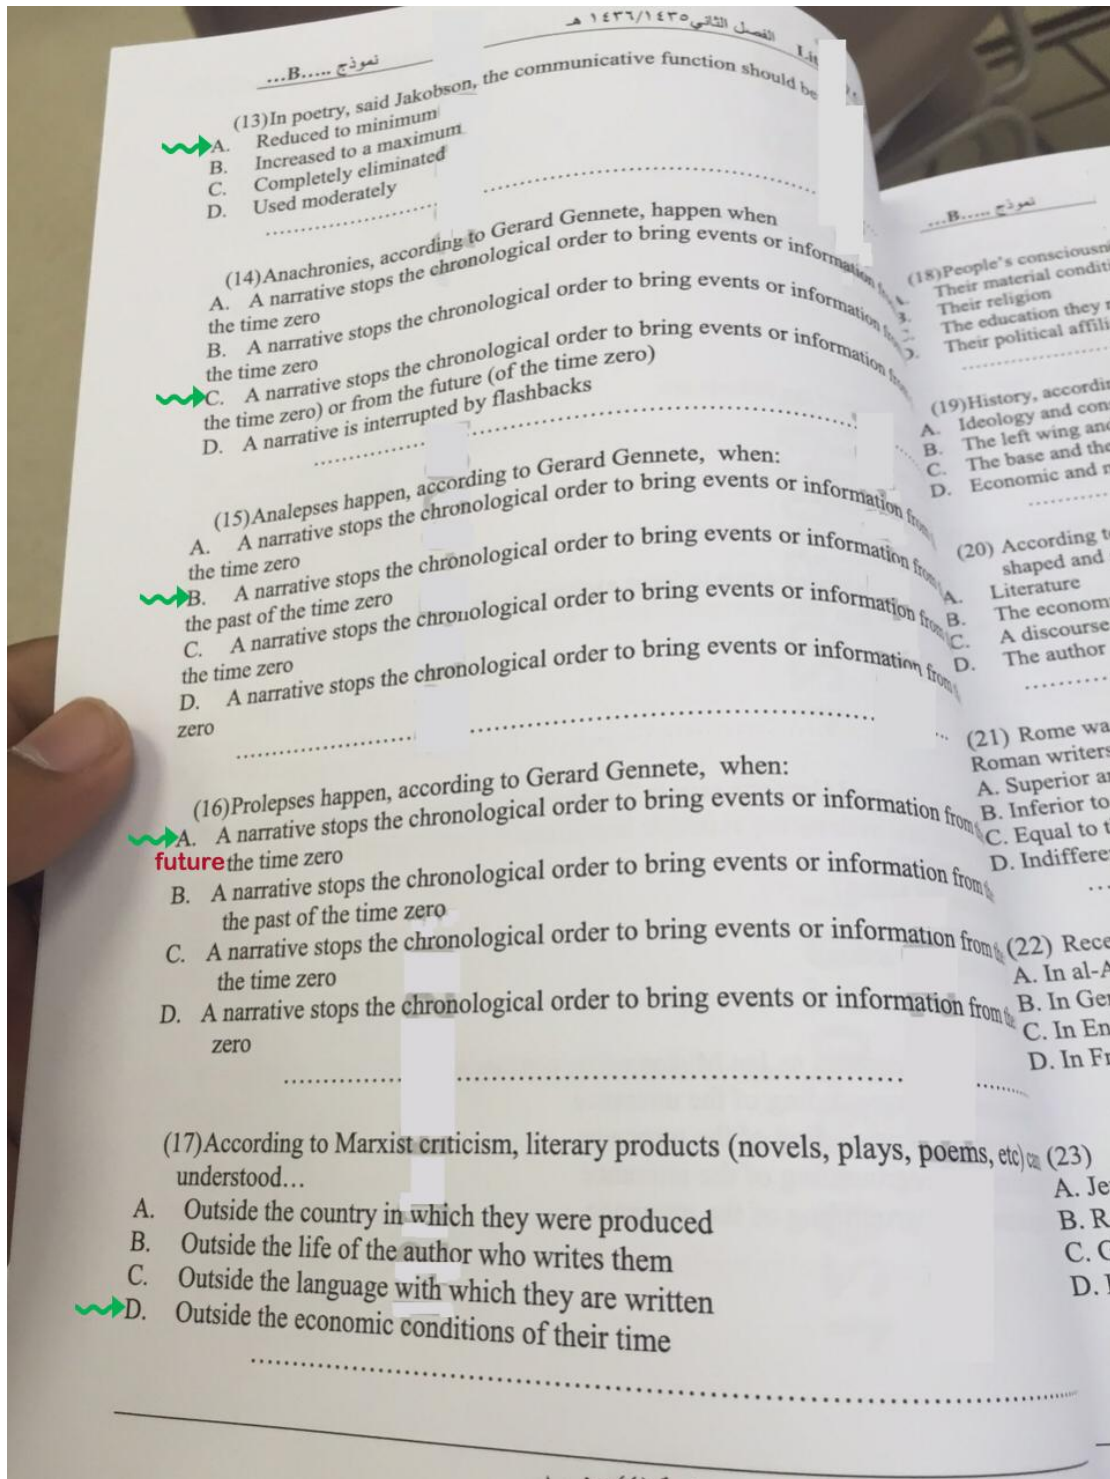 الفصل الثاني ١٤٣٦/١٤٣٥ هـ
نموذج .....B...
(13)In poetry, said Jakobson, the communicative function should be
A. Reduced to minimum
B. Increased to a maximum
C. Completely eliminated
D. Used moderately
(14)Anachronies, according to Gerard Gennete, happen when
A. A narrative stops the chronological order to bring events or information
the time zero
B. A narrative stops the chronological order to bring events or information
the time zero
C. A narrative stops the chronological order to bring events or information from
the time zero) or from the future (of the time zero)
D. A narrative is interrupted by flashbacks
(15)Analepses happen, according to Gerard Gennete, when:
A. A narrative stops the chronological order to bring events or information from
the time zero
B. A narrative stops the chronological order to bring events or information from
the past of the time zero
C. A narrative stops the chronological order to bring events or information from
the time zero
D. A narrative stops the chronological order to bring events or information from
zero
(16)Prolepses happen, according to Gerard Gennete, when:
A. A narrative stops the chronological order to bring events or information from
future the time zero
B. A narrative stops the chronological order to bring events or information from the
the past of the time zero
C. A narrative stops the chronological order to bring events or information from
the time zero
D. A narrative stops the chronological order to bring events or information from the
zero
(17)According to Marxist criticism, literary products (novels, plays, poems, etc) can
understood...
A. Outside the country in which they were produced
B. Outside the life of the author who writes them
C. Outside the language with which they are written
D. Outside the economic conditions of their time
نموذج .....B...
(18)People's
Their material
Their religion
The education they
Their political
(19)History,
A. Ideology and
B. The left wing
C. The base and
D. Economic and
(20) According
shaped and
A. Literature
B. The
C. A discourse
D. The author
(21) Rome
Roman writers
A. Superior
B. Inferior to
C. Equal to
D.
(22)
A. In
B. In
C. In
D. In
(23)
A.
B.
C.
D.